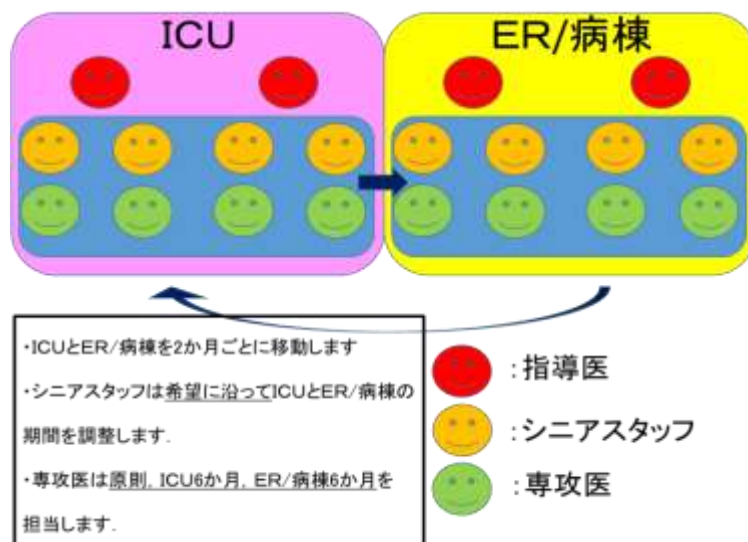 ICU
ER/病棟
・ICUとER/病棟を2か月ごとに移動します
・シニアスタッフは希望に沿ってICUとER/病棟の
期間を調整します.
・専攻医は原則, ICU6か月, ER/病棟6か月を
担当します.
:指導医
:シニアスタッフ
:専攻医